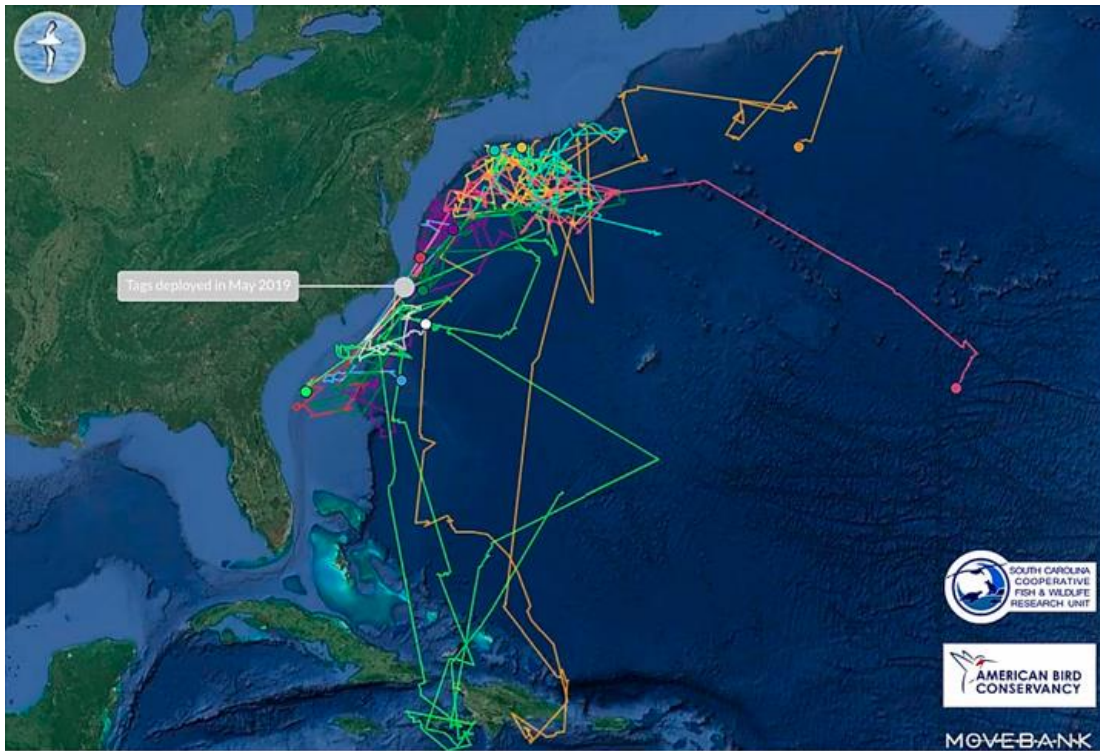 Tags deployed in May 2019
SOUTH CAROLINA
COOPERATIVE
FISH & WILDLIFE
RESEARCH UNIT
AMERICAN BIRD
CONSERVANCY
MOVEBANK